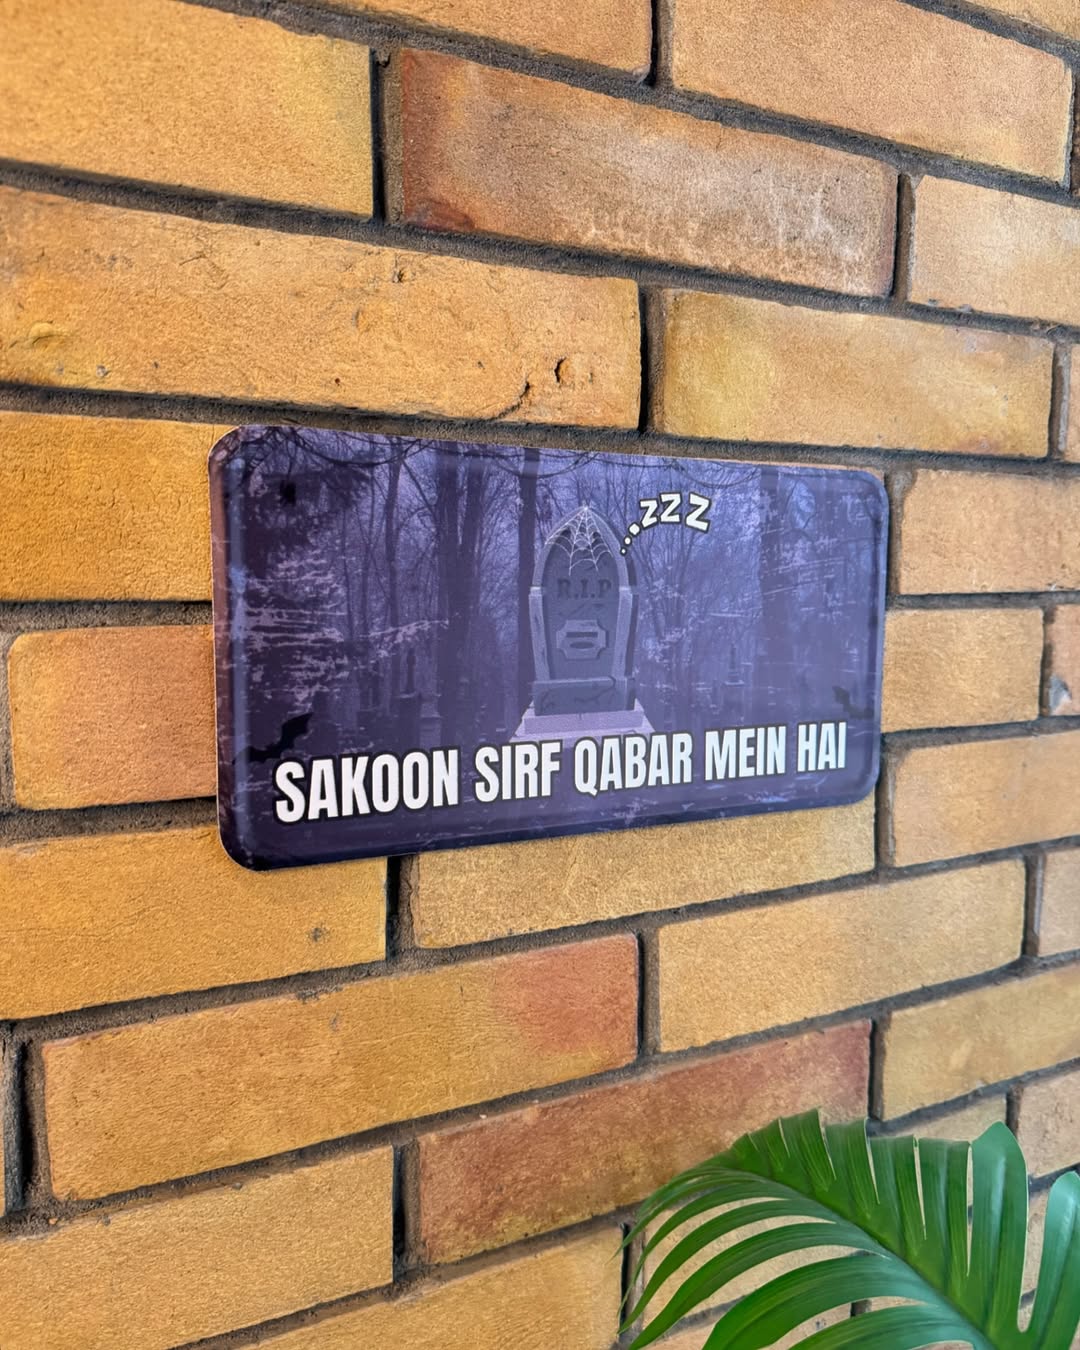 ...zzz
R.I.P
SAKOON SIRF QABAR MEIN HAI